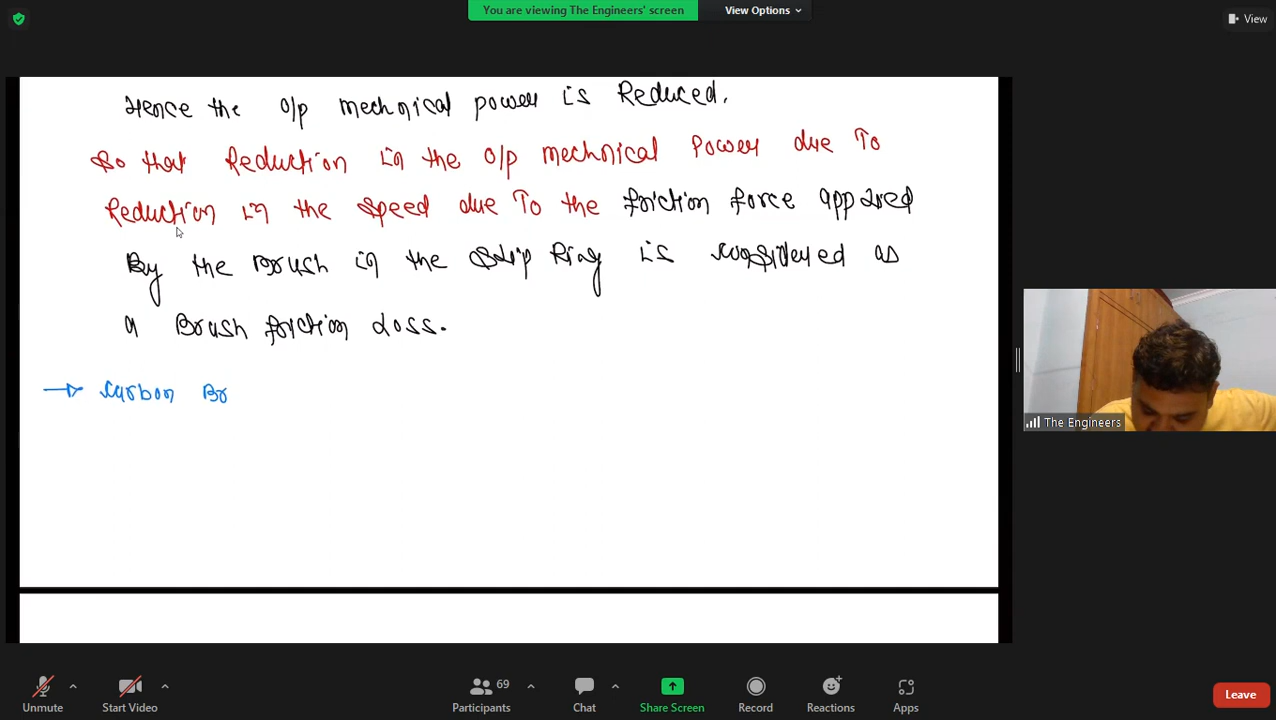 You are viewing The Engineers' screen
View Options
View
Hence the o/p mechnical power is Reduced.
So that Reduction in the o/p mechnical Power due To
Reduction in the speed due To the friction force appared
By the Brush in the Slip Ring is considered as
a Brush friction Loss.
→ Carbon Br
The Engineers
69
Unmute
Start Video
Participants
Chat
Share Screen
Record
Reactions
Apps
Leave